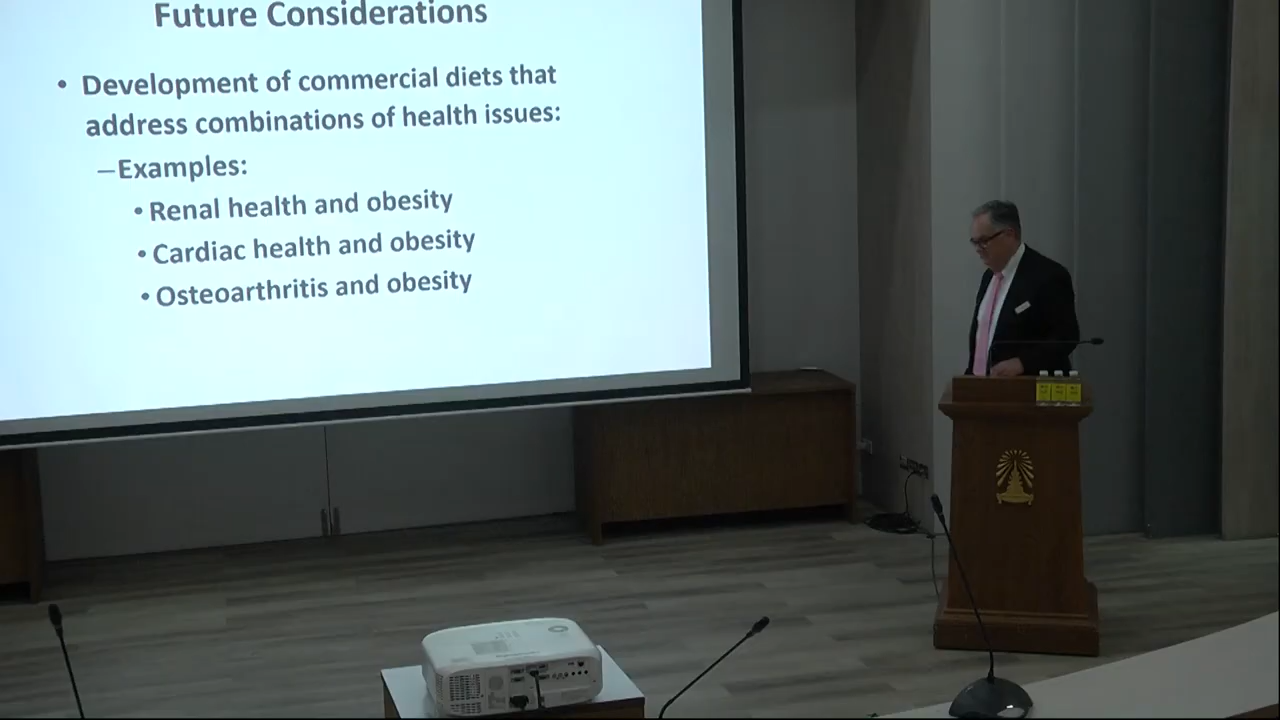 Future Considerations
• Development of commercial diets that
address combinations of health issues:
–Examples:
• Renal health and obesity
• Cardiac health and obesity
• Osteoarthritis and obesity